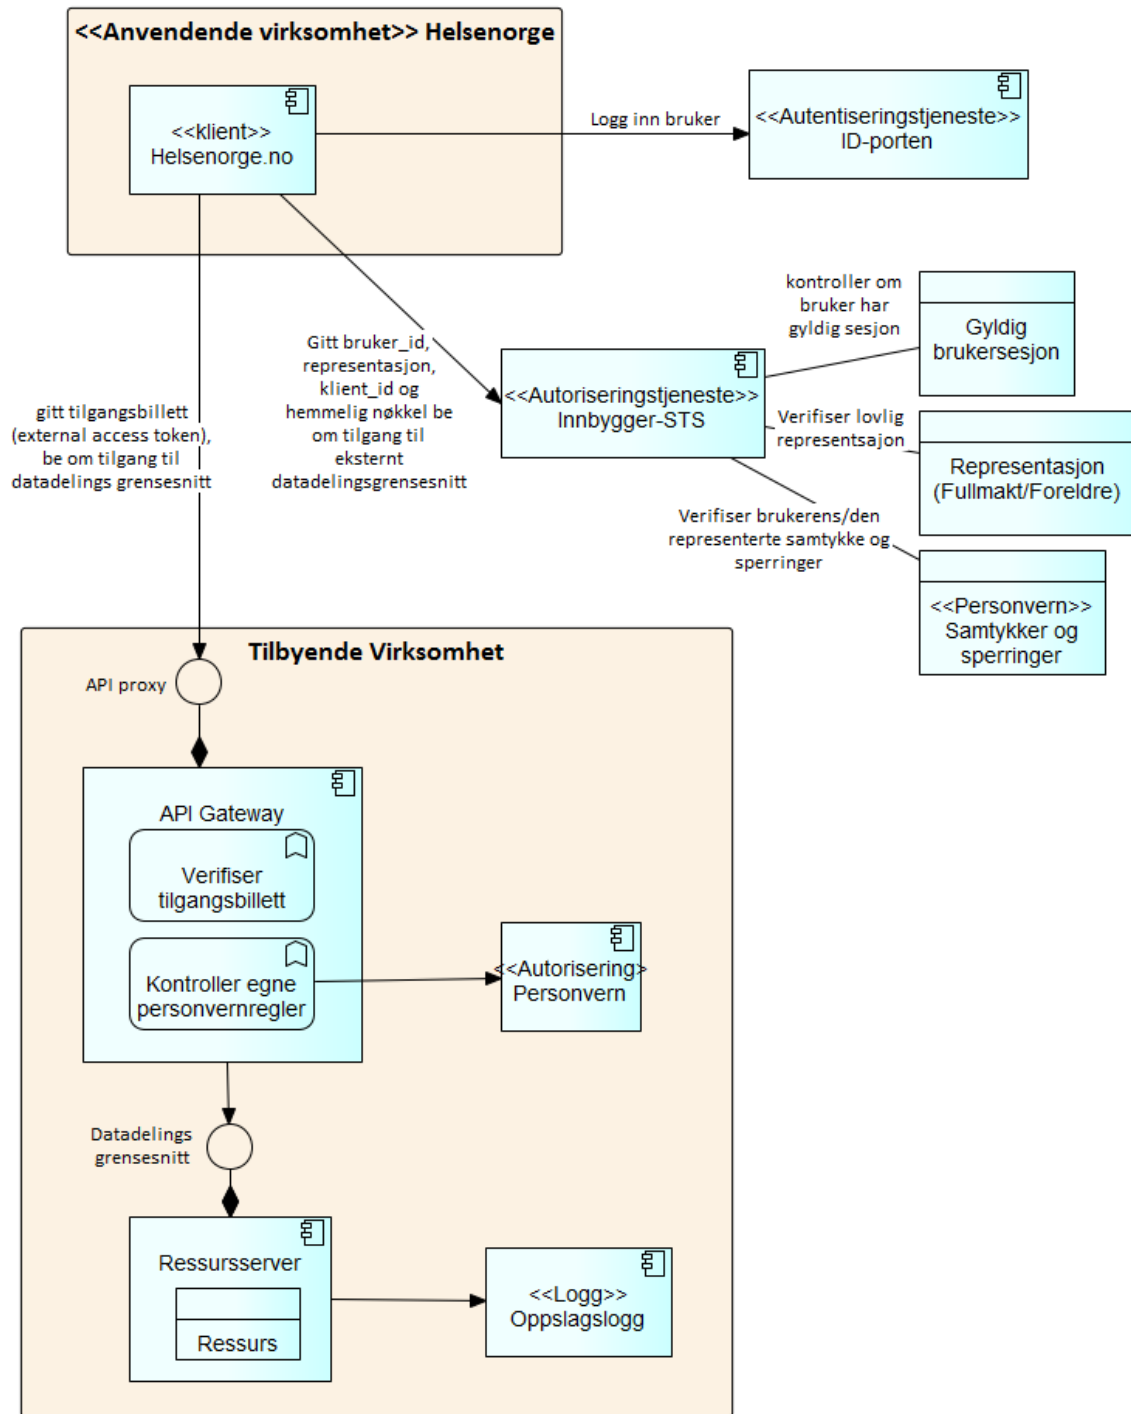 <<Anvendende virksomhet>> Helsenorge
<<klient>>
Helsenorge.no
Logg inn bruker
<<Autentiseringstjeneste>>
ID-porten
kontroller om
bruker har
gyldig sesjon
Gyldig
brukersesjon
Gitt bruker_id,
representasjon,
klient_id og
hemmelig nøkkel be
om tilgang til
eksternt
datadelingsgrensesnitt
<<Autoriseringstjeneste>>
Innbygger-STS
gitt tilgangsbillett
(external access token),
be om tilgang til
datadelings grensesnitt
Verifiser lovlig
representsajon
Representasjon
(Fullmakt/Foreldre)
Verifiser brukerens/den
representerte samtykke og
sperringer
<<Personvern>>
Samtykker og
sperringer
Tilbyende Virksomhet
API proxy
API Gateway
Verifiser
tilgangsbillett
Kontroller egne
personvernregler
<<Autorisering>
Personvern
Datadelings
grensesnitt
Ressursserver
Ressurs
<<Logg>>
Oppslagslogg